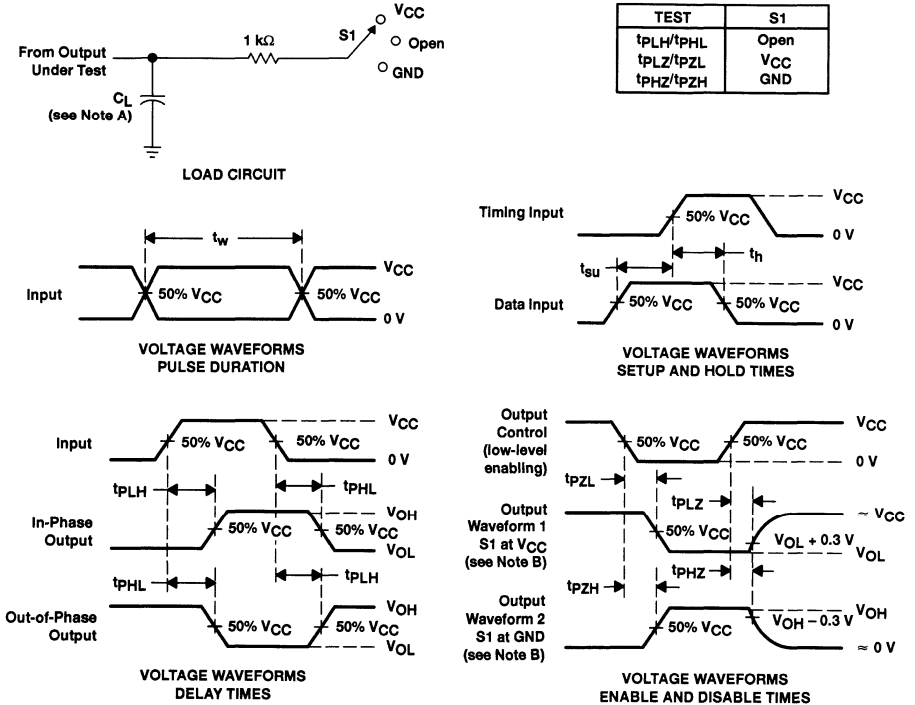 From Output
Under Test
CL
(see Note A)
1 kΩ
S1
VCC
Open
GND
LOAD CIRCUIT
TEST S1
tPLH/tPHL Open
tPLZ/tPZL VCC
tPHZ/tPZH GND
Input
tw
50% VCC
50% VCC
VCC
0 V
VOLTAGE WAVEFORMS
PULSE DURATION
Timing Input
50% VCC
VCC
0 V
th
tsu
Data Input
50% VCC
50% VCC
VCC
0 V
VOLTAGE WAVEFORMS
SETUP AND HOLD TIMES
Input
50% VCC
50% VCC
VCC
0 V
tPLH
tPHL
In-Phase
Output
50% VCC
50% VCC
VOH
VOL
tPHL
tPLH
Out-of-Phase
Output
50% VCC
50% VCC
VOH
VOL
VOLTAGE WAVEFORMS
DELAY TIMES
Output
Control
(low-level
enabling)
50% VCC
50% VCC
VCC
0 V
tPZL
tPLZ
Output
Waveform 1
S1 at VCC
(see Note B)
50% VCC
~ VCC
VOL + 0.3 V
VOL
tPZH
tPHZ
Output
Waveform 2
S1 at GND
(see Note B)
50% VCC
VOH
VOH – 0.3 V
≈ 0 V
VOLTAGE WAVEFORMS
ENABLE AND DISABLE TIMES